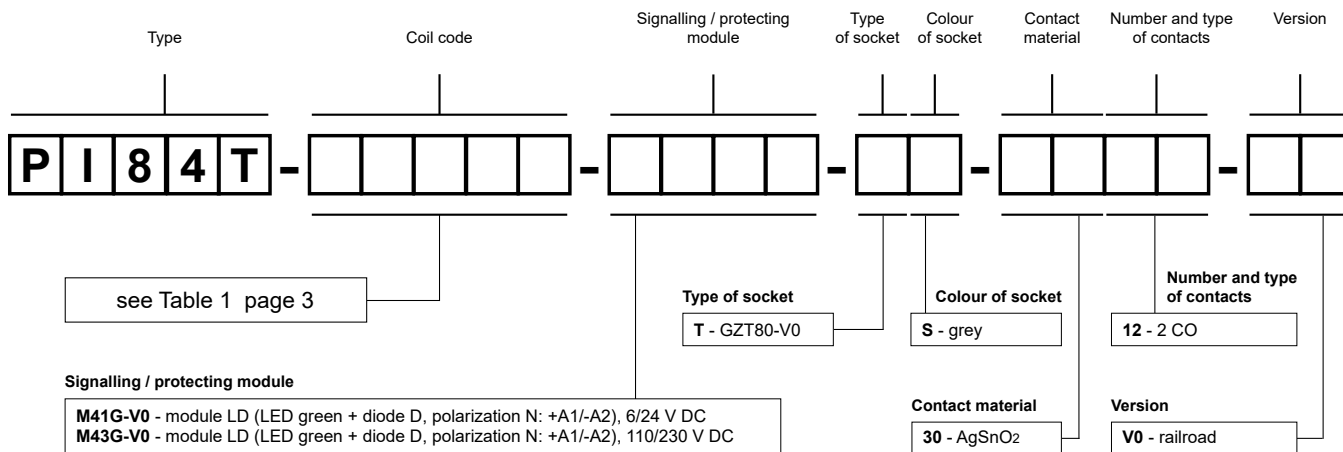 Type
Coil code
Signalling / protecting
module
Type
of socket
Colour
of socket
Contact
material
Number and type
of contacts
Version
PI84T - - - - -
see Table 1 page 3
Type of socket
T - GZT80-V0
Colour of socket
S - grey
Number and type
of contacts
12 - 2 CO
Signalling / protecting module
M41G-V0 - module LD (LED green + diode D, polarization N: +A1/-A2), 6/24 V DC
M43G-V0 - module LD (LED green + diode D, polarization N: +A1/-A2), 110/230 V DC
Contact material
30 - AgSnO2
Version
V0 - railroad